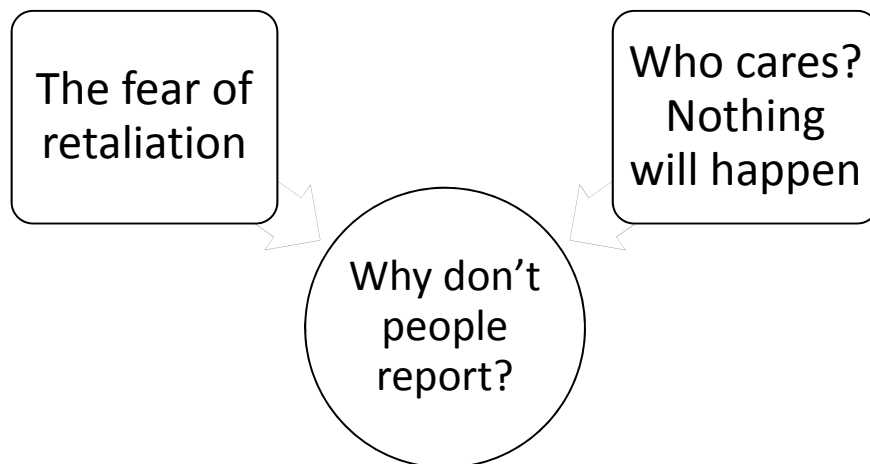 The fear of
retaliation
Who cares?
Nothing
will happen
Why don’t
people
report?